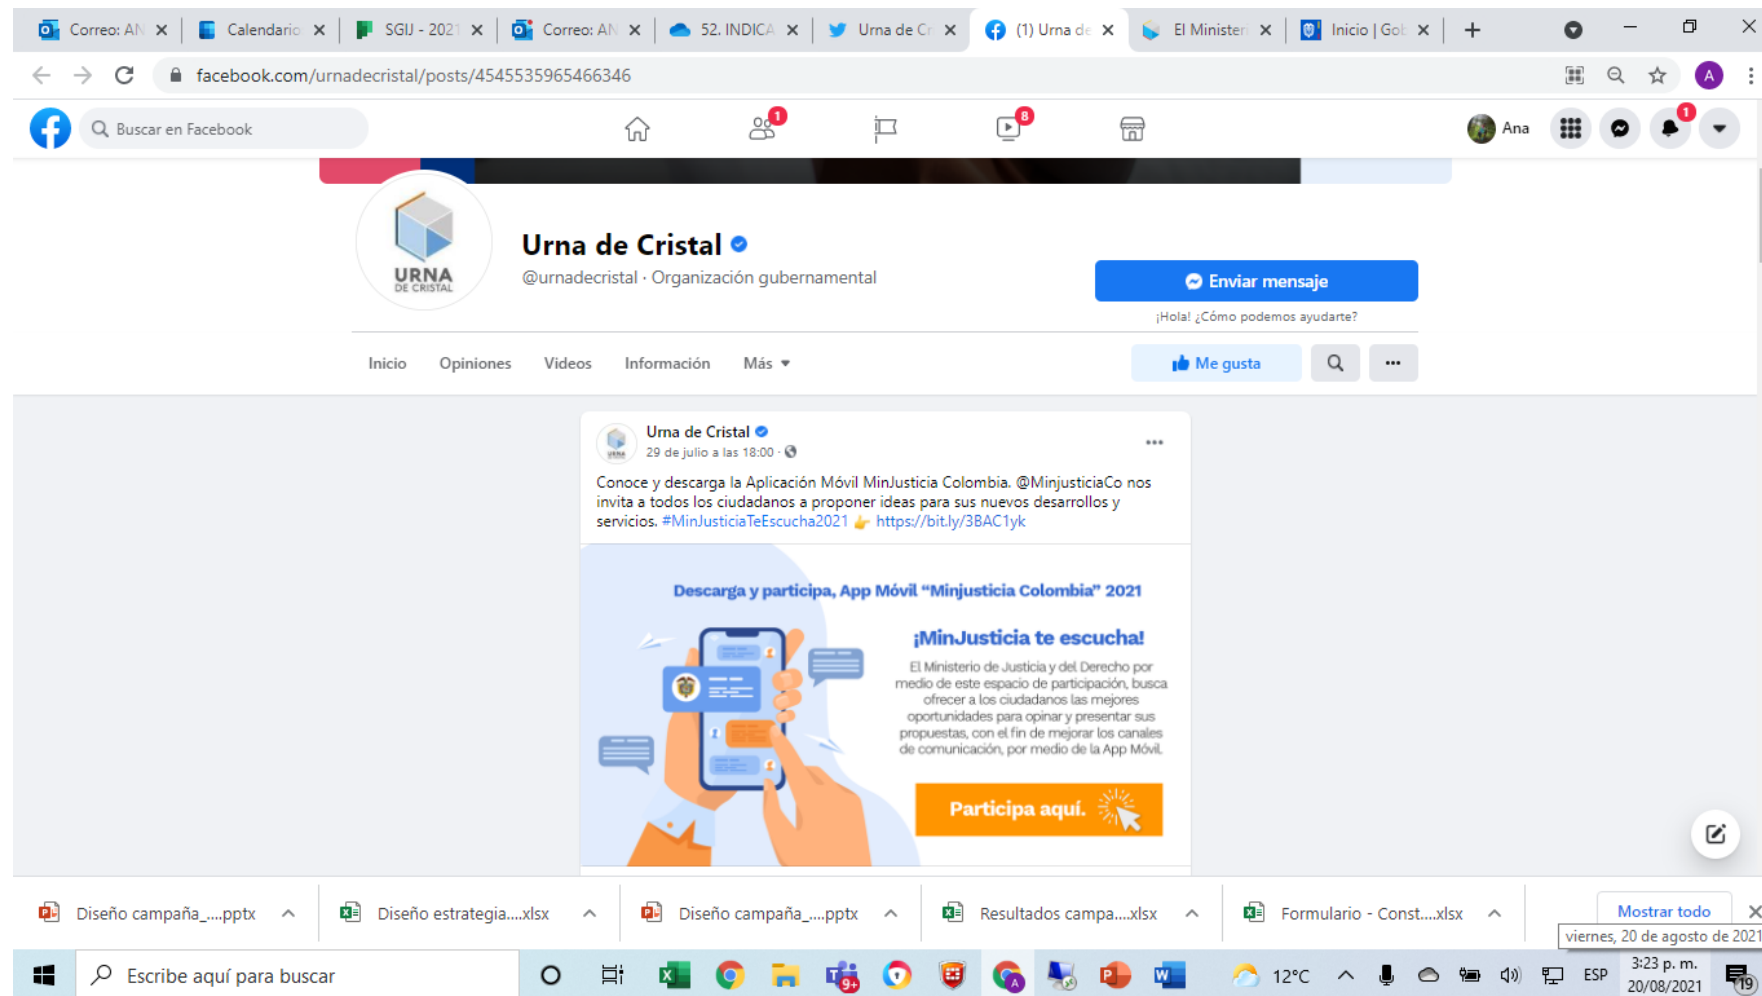 Correo: AN
Calendario
SGIJ - 2021
Correo: AN
52. INDICA
Urna de Cri
(1) Urna de
El Ministeri
Inicio | Gob
facebook.com/urnadecristal/posts/4545535965466346
A
Buscar en Facebook
1
8
Ana
1
URNA
DE CRISTAL
Urna de Cristal
@urnadecristal · Organización gubernamental
Enviar mensaje
¡Hola! ¿Cómo podemos ayudarte?
Inicio
Opiniones
Videos
Información
Más
Me gusta
Urna de Cristal
29 de julio a las 18:00 ·
Conoce y descarga la Aplicación Móvil MinJusticia Colombia. @MinjusticiaCo nos
invita a todos los ciudadanos a proponer ideas para sus nuevos desarrollos y
servicios. #MinJusticiaTeEscucha2021 👉 https://bit.ly/3BAC1yk
Descarga y participa, App Móvil “Minjusticia Colombia” 2021
¡MinJusticia te escucha!
El Ministerio de Justicia y del Derecho por
medio de este espacio de participación, busca
ofrecer a los ciudadanos las mejores
oportunidades para opinar y presentar sus
propuestas, con el fin de mejorar los canales
de comunicación, por medio de la App Móvil.
Participa aquí.
Diseño campaña_....pptx
Diseño estrategia....xlsx
Diseño campaña_....pptx
Resultados campa....xlsx
Formulario - Const....xlsx
Mostrar todo
viernes, 20 de agosto de 2021
Escribe aquí para buscar
9+
A
12°C
ESP
3:23 p. m.
20/08/2021
19